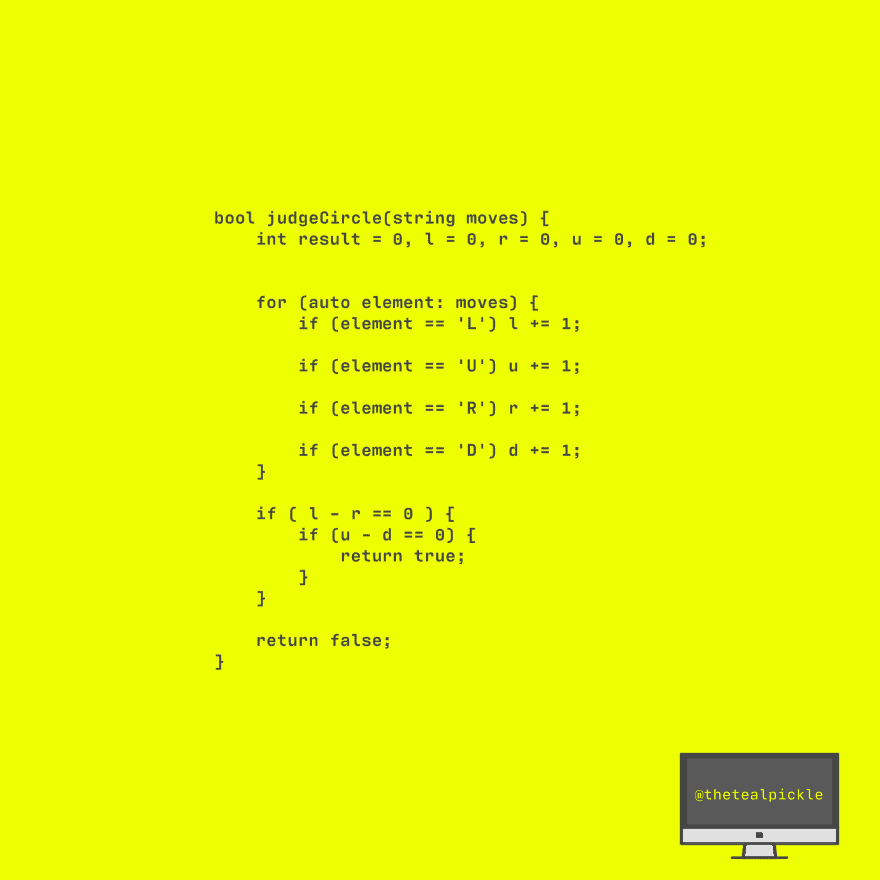 bool judgeCircle(string moves) {
    int result = 0, l = 0, r = 0, u = 0, d = 0;
    for (auto element: moves) {
        if (element == 'L') l += 1;
        if (element == 'U') u += 1;
        if (element == 'R') r += 1;
        if (element == 'D') d += 1;
    }
    if ( l - r == 0 ) {
        if (u - d == 0) {
            return true;
        }
    }
    return false;
}
@thetealpickle